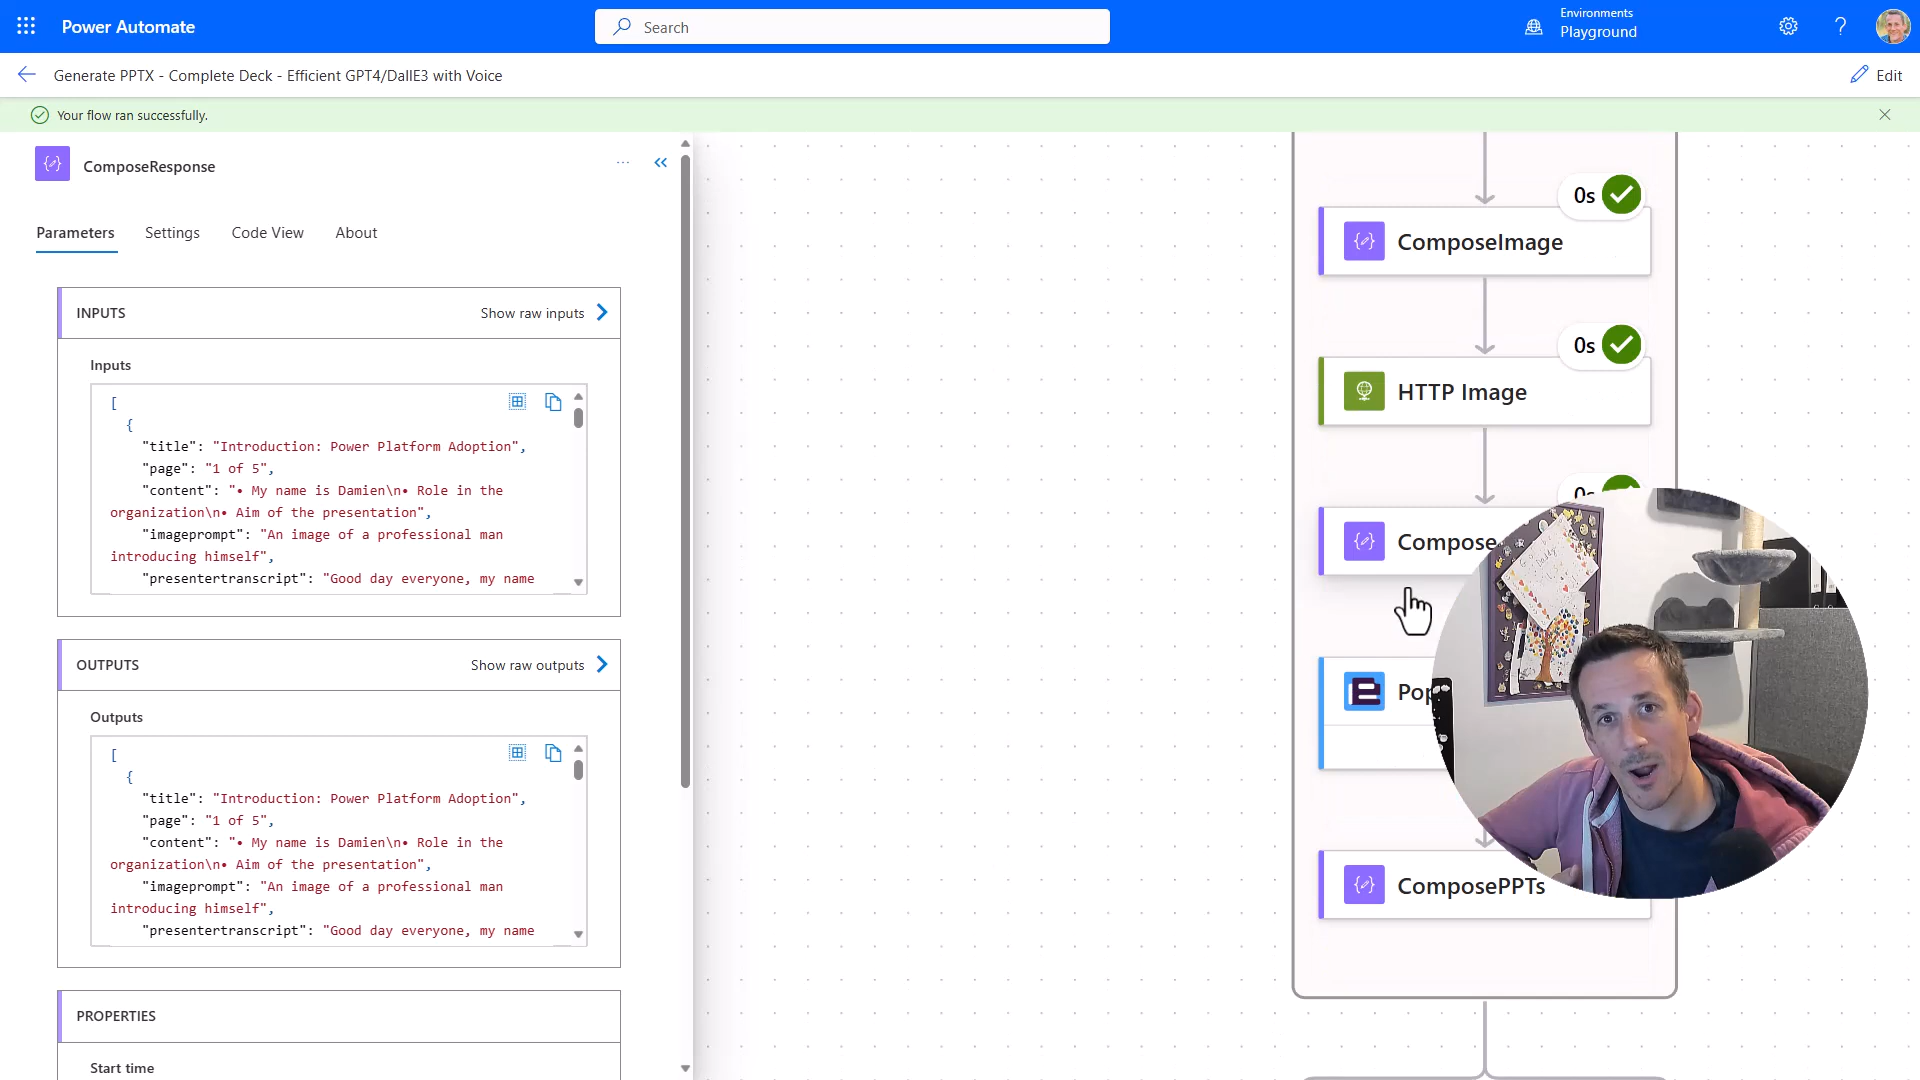 Power Automate
Search
Environments
Playground
?
Generate PPTX - Complete Deck - Efficient GPT4/DallE3 with Voice
Edit
Your flow ran successfully.
ComposeResponse
Parameters
Settings
Code View
About
INPUTS
Show raw inputs
Inputs
[
{
"title": "Introduction: Power Platform Adoption",
"page": "1 of 5",
"content": "• My name is Damien\n• Role in the
organization\n• Aim of the presentation",
"imageprompt": "An image of a professional man
introducing himself",
"presentertranscript": "Good day everyone, my name
OUTPUTS
Show raw outputs
Outputs
[
{
"title": "Introduction: Power Platform Adoption",
"page": "1 of 5",
"content": "• My name is Damien\n• Role in the
organization\n• Aim of the presentation",
"imageprompt": "An image of a professional man
introducing himself",
"presentertranscript": "Good day everyone, my name
PROPERTIES
Start time
0s
ComposeImage
0s
HTTP Image
0s
Compose
Pop
ComposePPTs